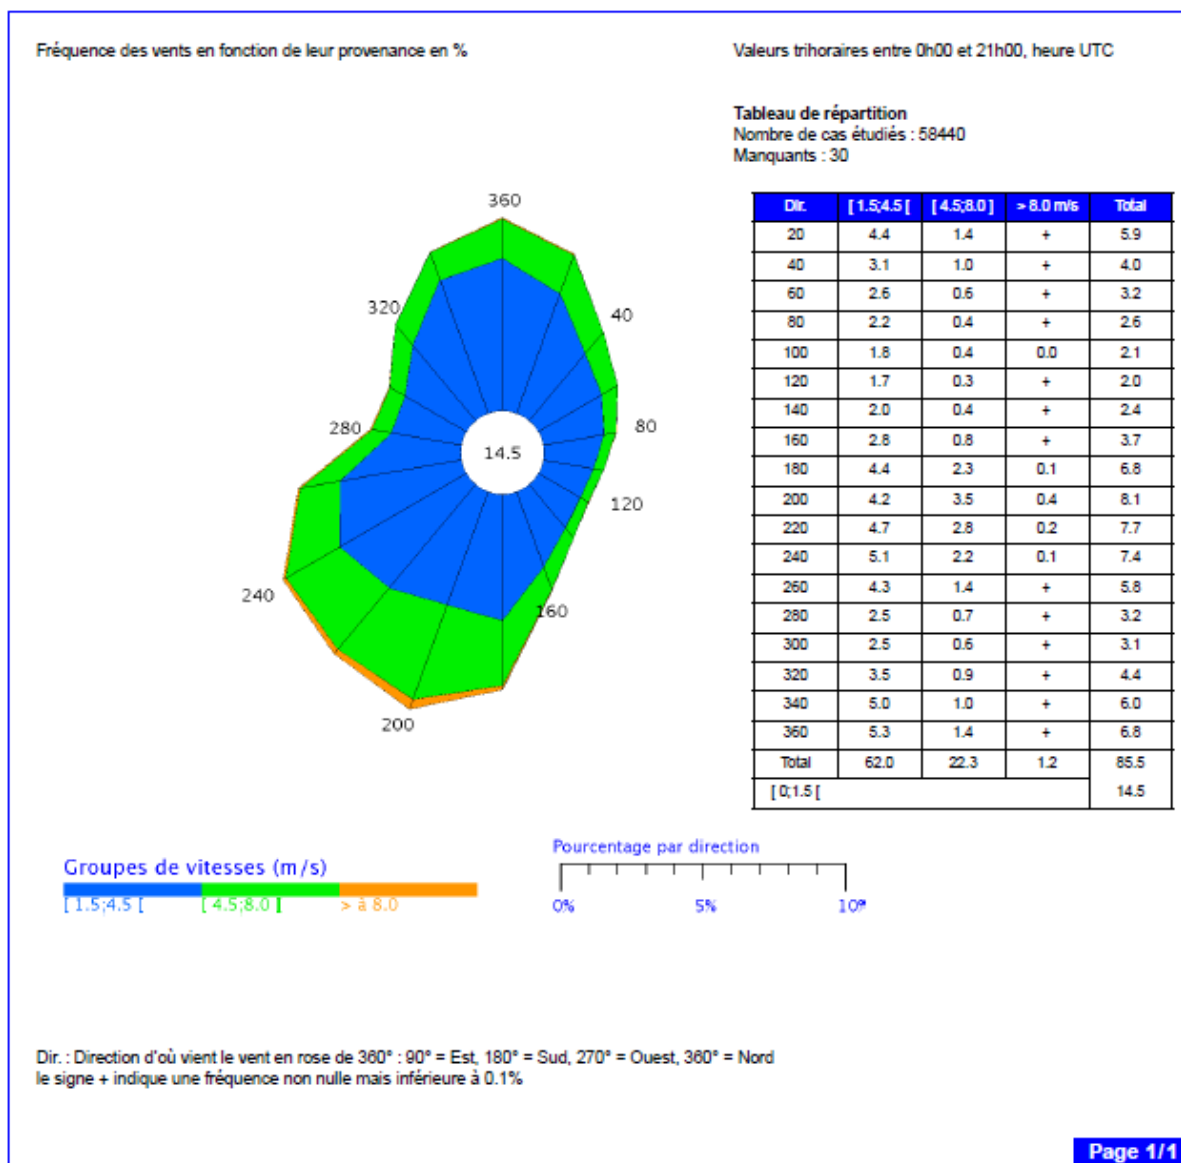 Fréquence des vents en fonction de leur provenance en %
Valeurs trihoraires entre 0h00 et 21h00, heure UTC
Tableau de répartition
Nombre de cas étudiés : 58440
Manquants : 30
360
320
40
280
14.5
80
120
240
160
200
Dir. [ 1.5;4.5 [ [ 4.5;8.0 ] > 8.0 m/s Total
20 4.4 1.4 + 5.9
40 3.1 1.0 + 4.0
60 2.6 0.6 + 3.2
80 2.2 0.4 + 2.6
100 1.8 0.4 0.0 2.1
120 1.7 0.3 + 2.0
140 2.0 0.4 + 2.4
160 2.8 0.8 + 3.7
180 4.4 2.3 0.1 6.8
200 4.2 3.5 0.4 8.1
220 4.7 2.8 0.2 7.7
240 5.1 2.2 0.1 7.4
260 4.3 1.4 + 5.8
280 2.5 0.7 + 3.2
300 2.5 0.6 + 3.1
320 3.5 0.9 + 4.4
340 5.0 1.0 + 6.0
360 5.3 1.4 + 6.8
Total 62.0 22.3 1.2 85.5
[ 0;1.5 [ 14.5
Groupes de vitesses (m/s)
[ 1.5;4.5 [ [ 4.5;8.0 ] > à 8.0
Pourcentage par direction
0% 5% 10%
Dir. : Direction d'où vient le vent en rose de 360° : 90° = Est, 180° = Sud, 270° = Ouest, 360° = Nord
le signe + indique une fréquence non nulle mais inférieure à 0.1%
Page 1/1